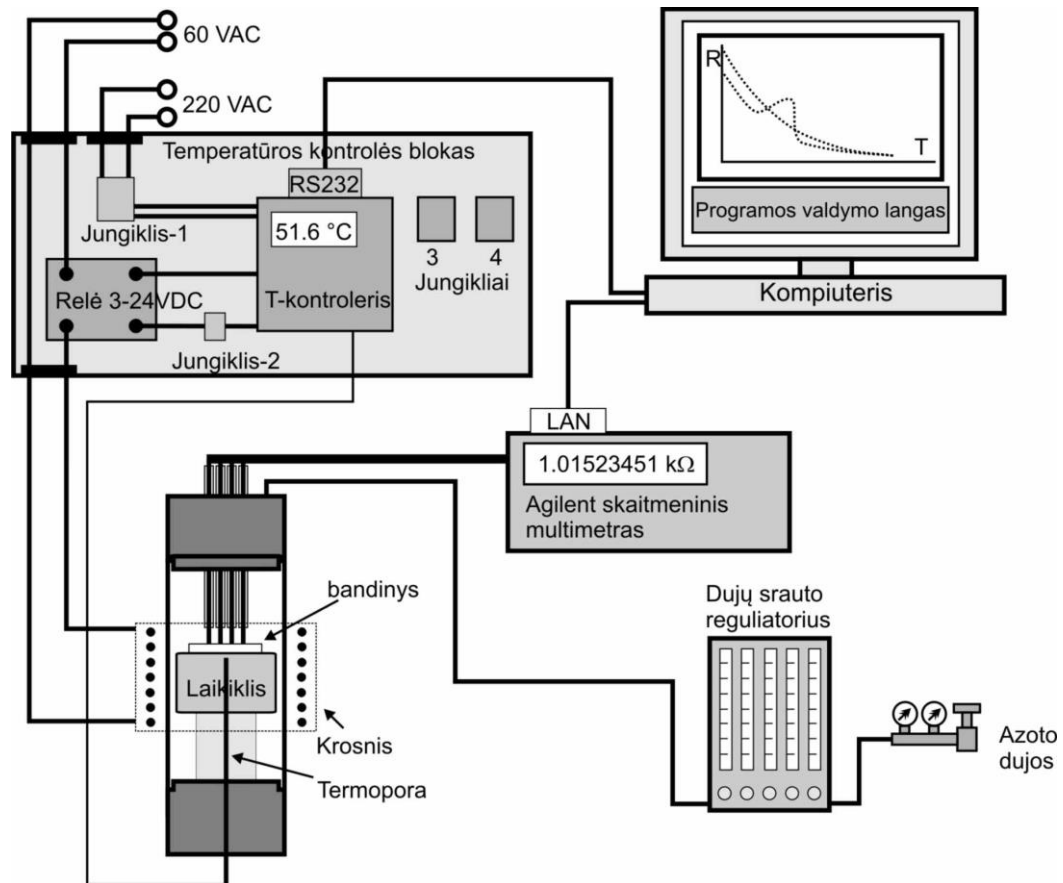 60 VAC
220 VAC
Temperatūros kontrolės blokas
RS232
51.6 °C
Jungiklis-1
3
4
Jungikliai
Relė 3-24VDC
T-kontroleris
Jungiklis-2
R
T
Programos valdymo langas
Kompiuteris
LAN
1.01523451 kΩ
Agilent skaitmeninis
multimetras
bandinys
Laikiklis
Krosnis
Termopora
Dujų srauto
reguliatorius
Azoto
dujos